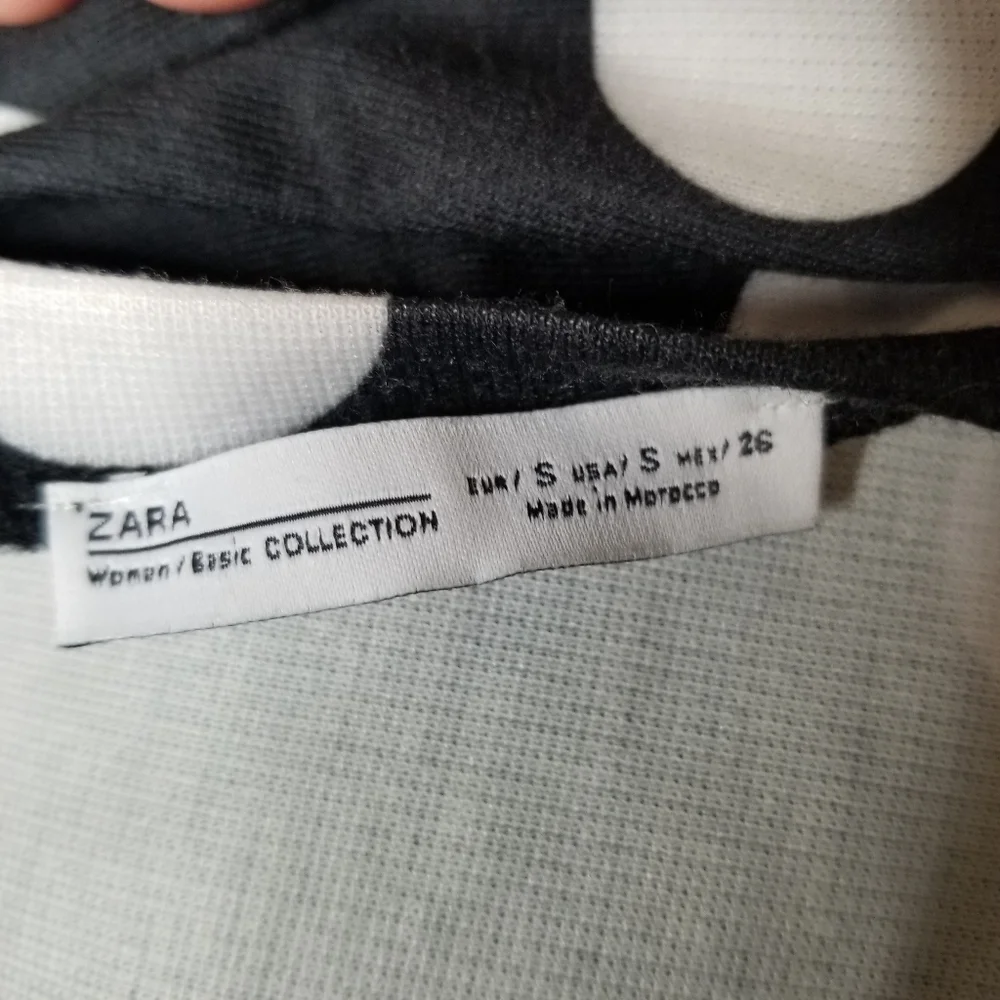 ZARA
Woman / Basic COLLECTION
EUR/ S USA/ S MEX/ 26
Made in Morocco